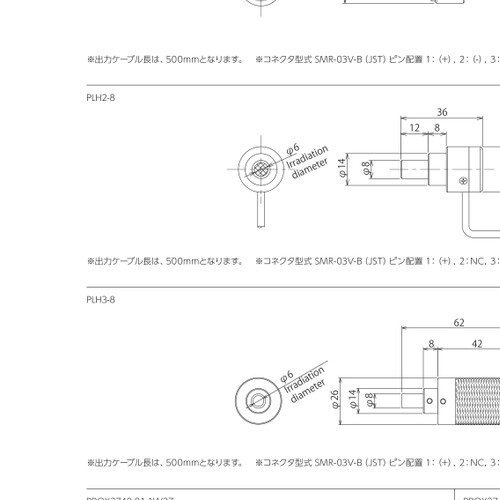 ※出力ケーブル長は、500mmとなります。　※コネクタ型式 SMR-03V-B (JST) ピン配置 1：(+) , 2：(-) , 3：
PLH2-8
36
12 8
φ6
Irradiation
diameter
φ14
φ8
※出力ケーブル長は、500mmとなります。　※コネクタ型式 SMR-03V-B (JST) ピン配置 1：(+) , 2：NC, 3：
PLH3-8
62
8 42
φ6
Irradiation
diameter
φ26
φ14
φ8
※出力ケーブル長は、500mmとなります。　※コネクタ型式 SMR-03V-B (JST) ピン配置 1：(+) , 2：NC, 3：